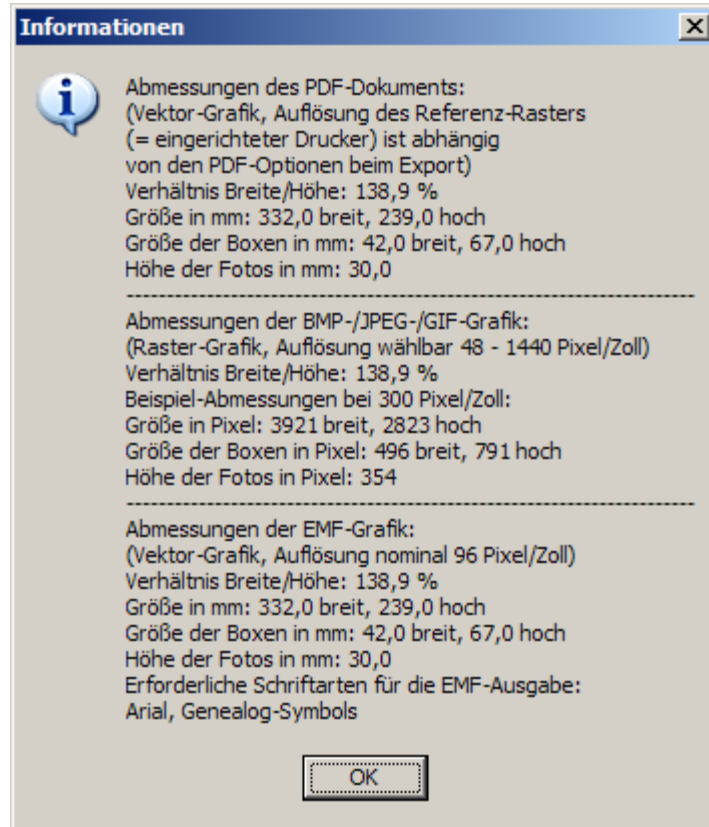 Informationen
Abmessungen des PDF-Dokuments:
(Vektor-Grafik, Auflösung des Referenz-Rasters
(= eingerichteter Drucker) ist abhängig
von den PDF-Optionen beim Export)
Verhältnis Breite/Höhe: 138,9 %
Größe in mm: 332,0 breit, 239,0 hoch
Größe der Boxen in mm: 42,0 breit, 67,0 hoch
Höhe der Fotos in mm: 30,0
------------------------------------------------------------------------
Abmessungen der BMP-/JPEG-/GIF-Grafik:
(Raster-Grafik, Auflösung wählbar 48 - 1440 Pixel/Zoll)
Verhältnis Breite/Höhe: 138,9 %
Beispiel-Abmessungen bei 300 Pixel/Zoll:
Größe in Pixel: 3921 breit, 2823 hoch
Größe der Boxen in Pixel: 496 breit, 791 hoch
Höhe der Fotos in Pixel: 354
------------------------------------------------------------------------
Abmessungen der EMF-Grafik:
(Vektor-Grafik, Auflösung nominal 96 Pixel/Zoll)
Verhältnis Breite/Höhe: 138,9 %
Größe in mm: 332,0 breit, 239,0 hoch
Größe der Boxen in mm: 42,0 breit, 67,0 hoch
Höhe der Fotos in mm: 30,0
Erforderliche Schriftarten für die EMF-Ausgabe:
Arial, Genealog-Symbols
OK